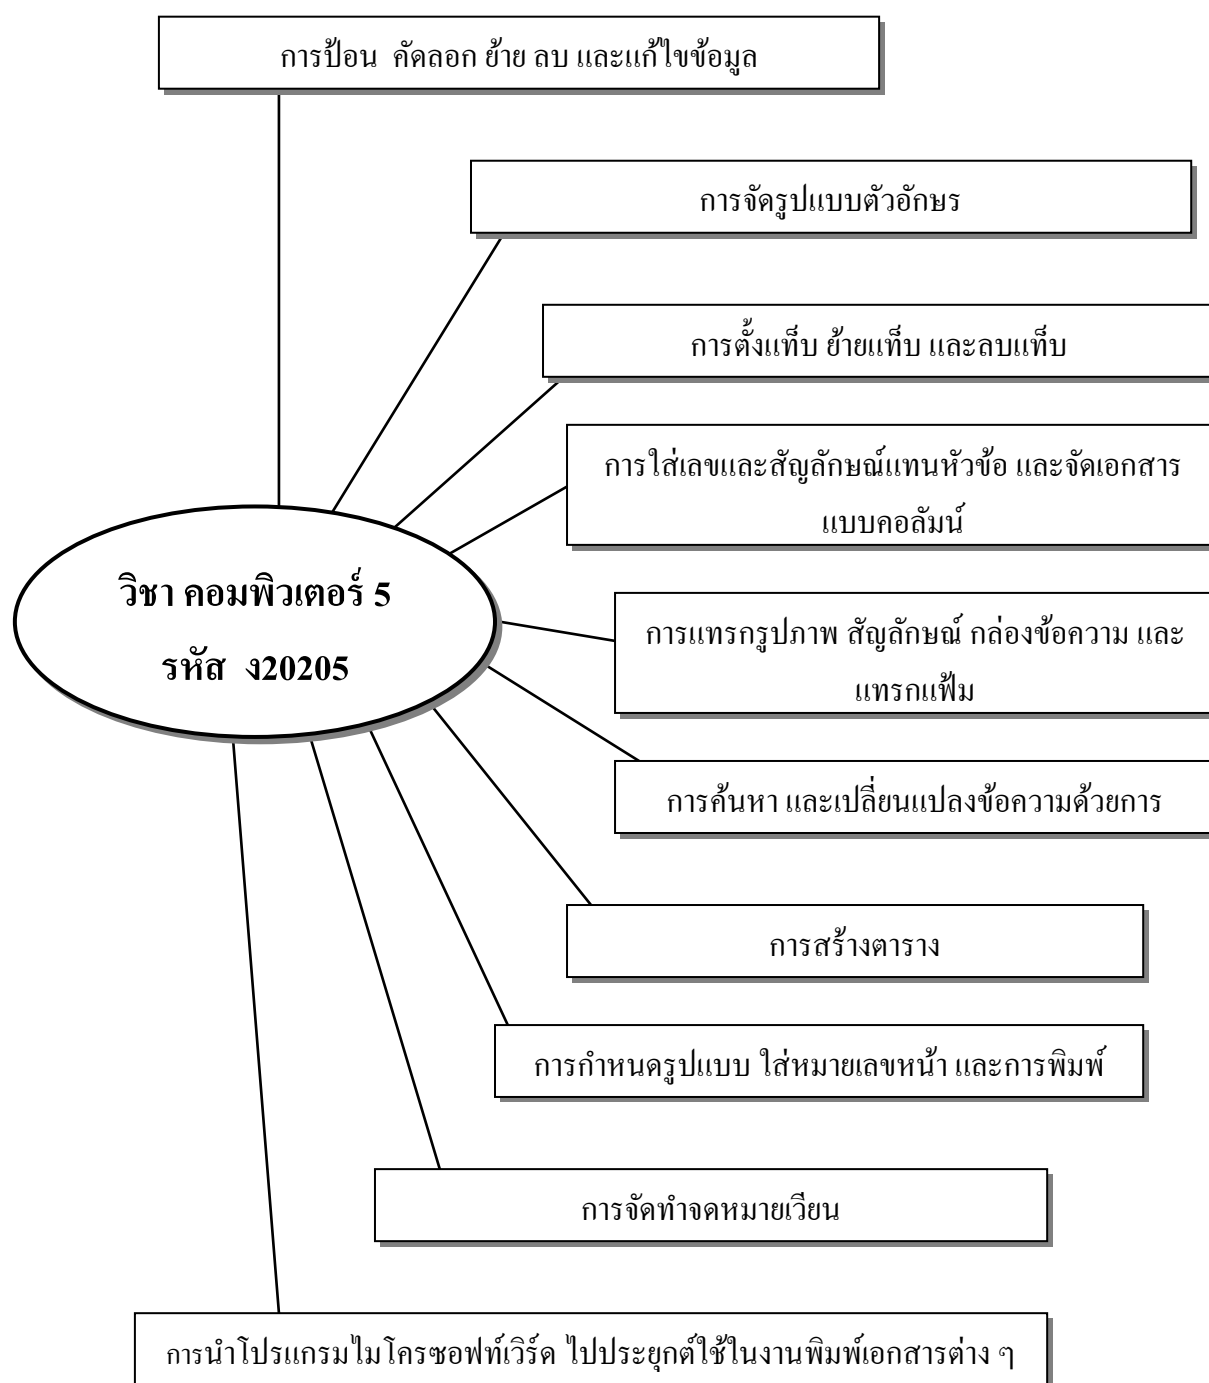 การป้อน  คัดลอก ย้าย ลบ และแก้ไขข้อมูล
การจัดรูปแบบตัวอักษร
การตั้งแท็บ ย้ายแท็บ และลบแท็บ
การใส่เลขและสัญลักษณ์แทนหัวข้อ และจัดเอกสาร
แบบคอลัมน์
วิชา คอมพิวเตอร์ 5
รหัส  ง20205
การแทรกรูปภาพ สัญลักษณ์ กล่องข้อความ และ
แทรกแฟ้ม
การค้นหา และเปลี่ยนแปลงข้อความด้วยการ
การสร้างตาราง
การกำหนดรูปแบบ ใส่หมายเลขหน้า และการพิมพ์
การจัดทำจดหมายเวียน
การนำโปรแกรมไมโครซอฟท์เวิร์ด ไปประยุกต์ใช้ในงานพิมพ์เอกสารต่าง ๆ